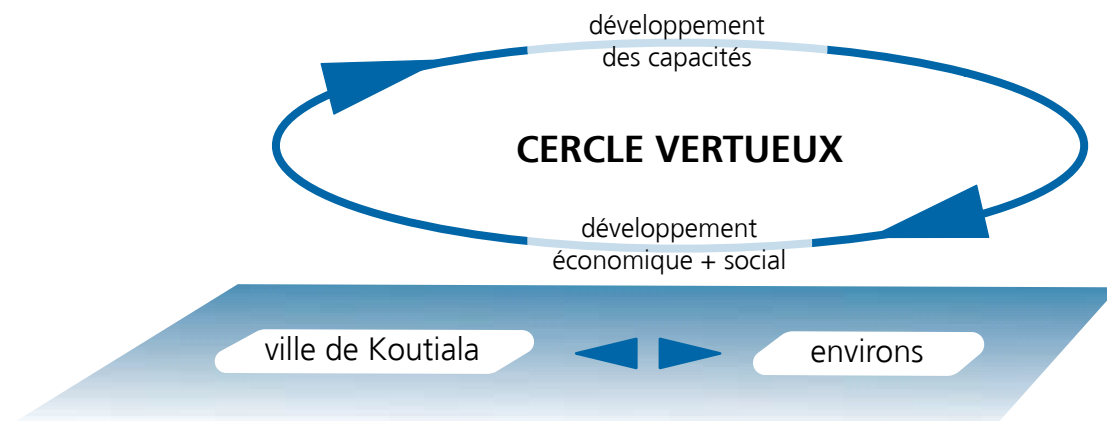 développement
des capacités
CERCLE VERTUEUX
développement
économique + social
ville de Koutiala
environs